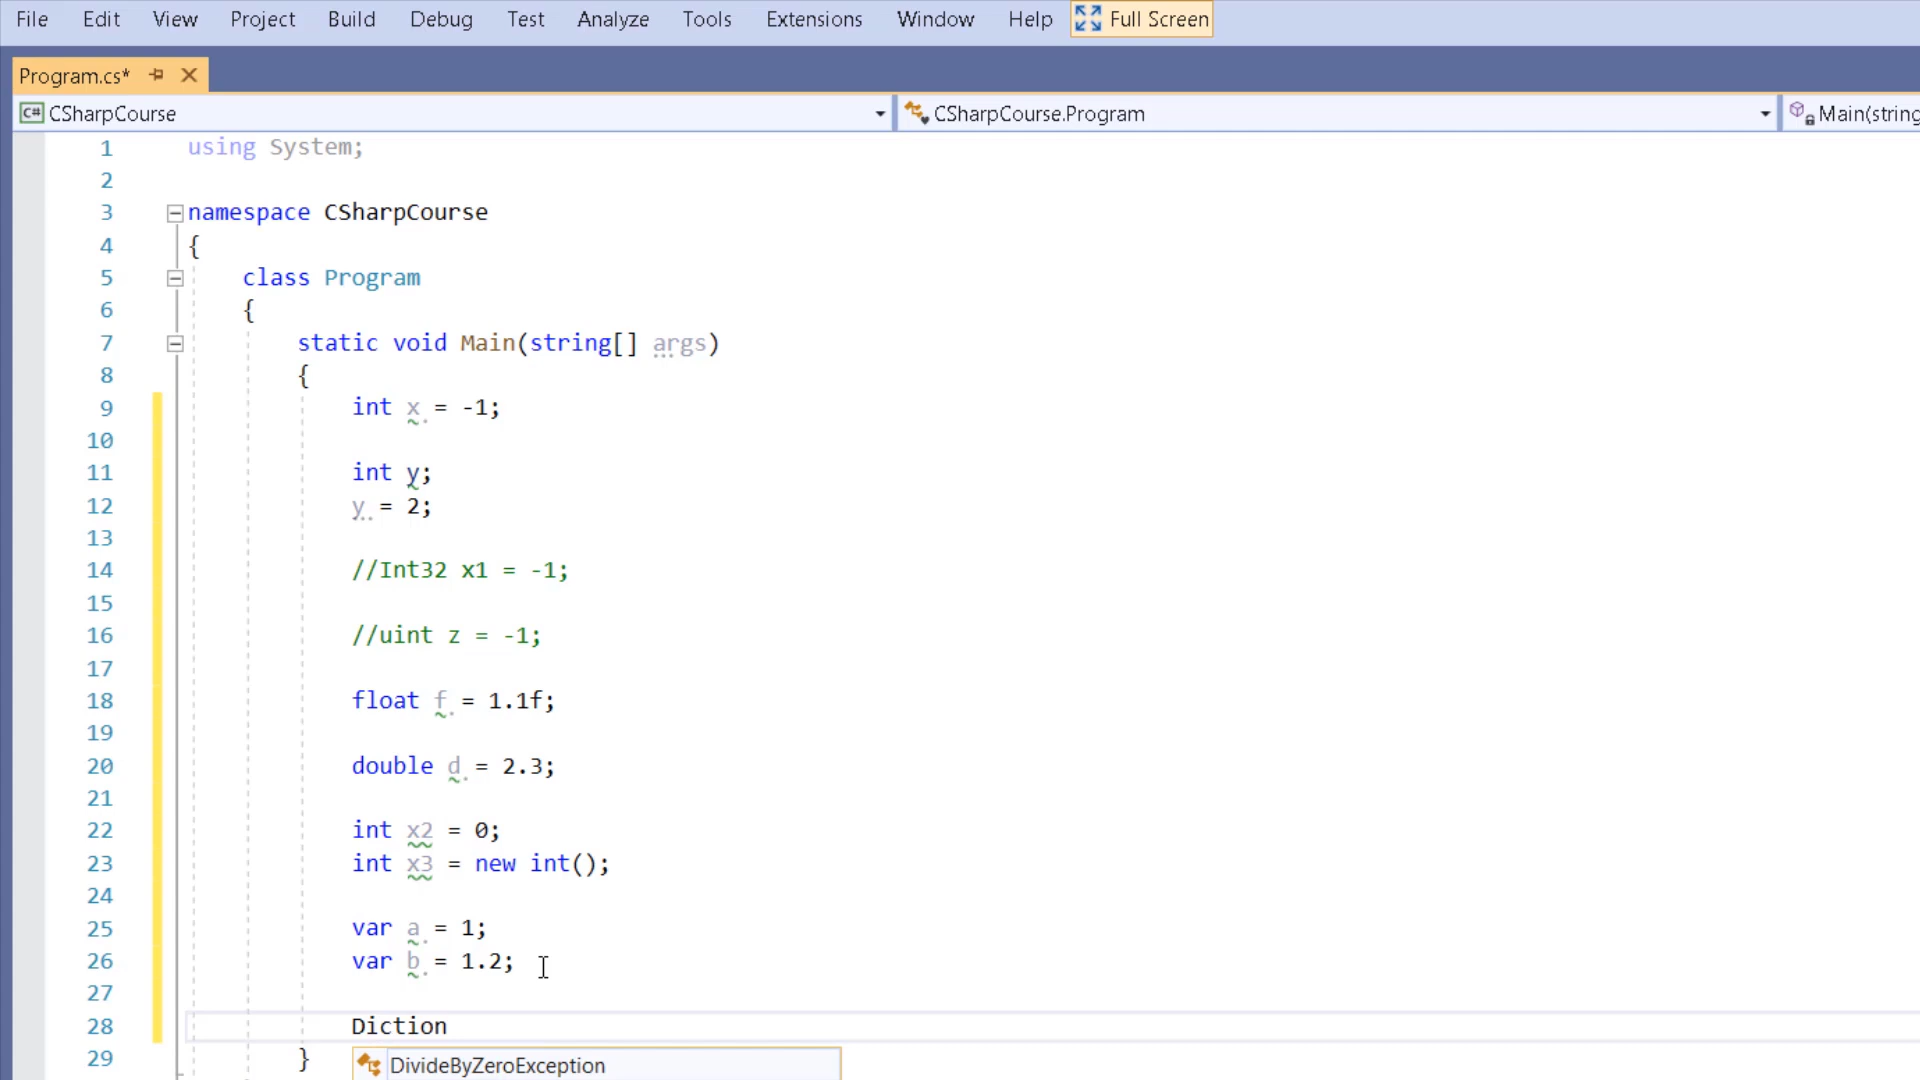 File Edit View Project Build Debug Test Analyze Tools Extensions Window Help Full Screen
Program.cs*
C# CSharpCourse CSharpCourse.Program Main(string
1 using System;
2
3 namespace CSharpCourse
4 {
5 class Program
6 {
7 static void Main(string[] args)
8 {
9 int x = -1;
10
11 int y;
12 y = 2;
13
14 //Int32 x1 = -1;
15
16 //uint z = -1;
17
18 float f = 1.1f;
19
20 double d = 2.3;
21
22 int x2 = 0;
23 int x3 = new int();
24
25 var a = 1;
26 var b = 1.2;
27
28 Diction
29 }
DivideByZeroException